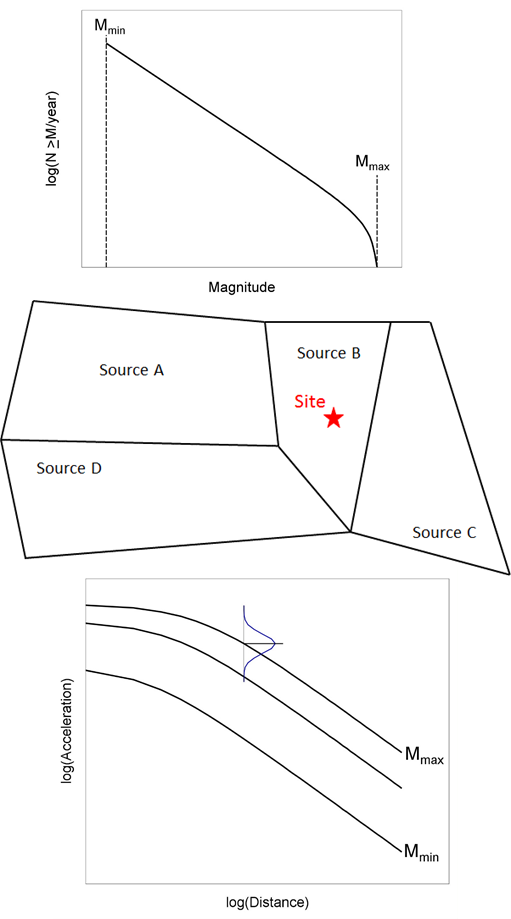 Mmin
log(N ≥M/year)
Mmax
Magnitude
Source A
Source B
Site
Source D
Source C
log(Acceleration)
Mmax
Mmin
log(Distance)